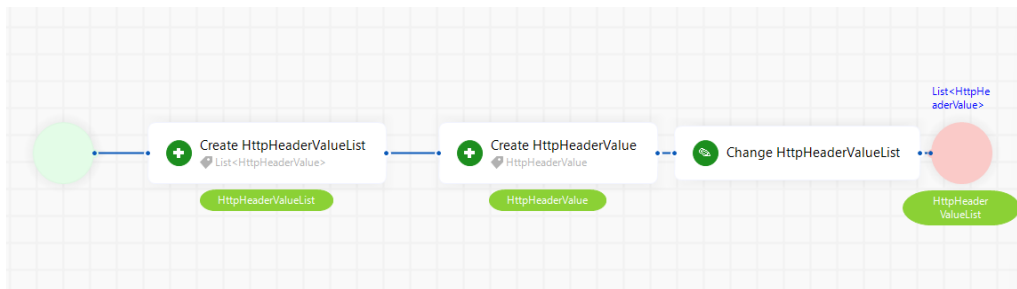 List<HttpHe
aderValue>
Create HttpHeaderValueList
List<HttpHeaderValue>
HttpHeaderValueList
Create HttpHeaderValue
HttpHeaderValue
HttpHeaderValue
Change HttpHeaderValueList
HttpHeader
ValueList